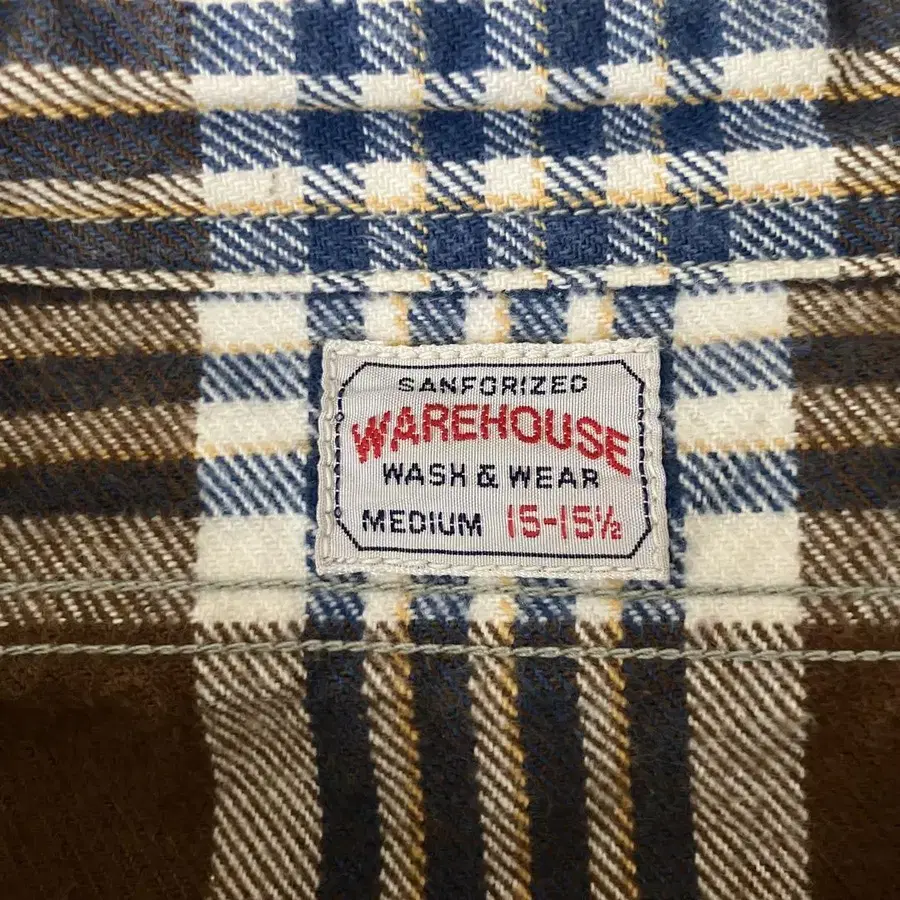 SANFORIZED
WAREHOUSE
WASH & WEAR
MEDIUM 15-15½